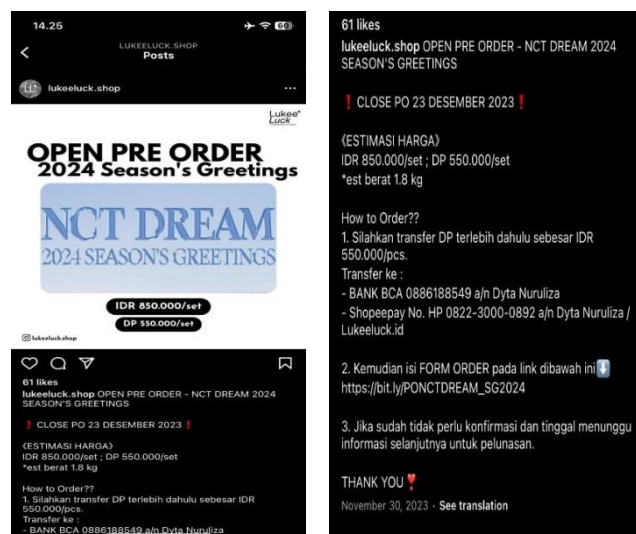 14.25
60
LUKEELUCK.SHOP
Posts
lukeeluck.shop
Lukee*
Luck
OPEN PRE ORDER
2024 Season's Greetings
NCT DREAM
2024 SEASON'S GREETINGS
IDR 850.000/set
DP 550.000/set
lukeeluck.shop
61 likes
lukeeluck.shop OPEN PRE ORDER - NCT DREAM 2024
SEASON'S GREETINGS
❗ CLOSE PO 23 DESEMBER 2023 ❗
《ESTIMASI HARGA》
IDR 850.000/set ; DP 550.000/set
*est berat 1.8 kg
How to Order??
1. Silahkan transfer DP terlebih dahulu sebesar IDR
550.000/pcs.
Transfer ke :
- BANK BCA 0886188549 a/n Dyta Nuruliza
61 likes
lukeeluck.shop OPEN PRE ORDER - NCT DREAM 2024
SEASON'S GREETINGS
❗ CLOSE PO 23 DESEMBER 2023 ❗
《ESTIMASI HARGA》
IDR 850.000/set ; DP 550.000/set
*est berat 1.8 kg
How to Order??
1. Silahkan transfer DP terlebih dahulu sebesar IDR
550.000/pcs.
Transfer ke :
- BANK BCA 0886188549 a/n Dyta Nuruliza
- Shopeepay No. HP 0822-3000-0892 a/n Dyta Nuruliza /
Lukeeluck.id
2. Kemudian isi FORM ORDER pada link dibawah ini⬇️
https://bit.ly/PONCTDREAM_SG2024
3. Jika sudah tidak perlu konfirmasi dan tinggal menunggu
informasi selanjutnya untuk pelunasan.
THANK YOU ❣️
November 30, 2023 · See translation